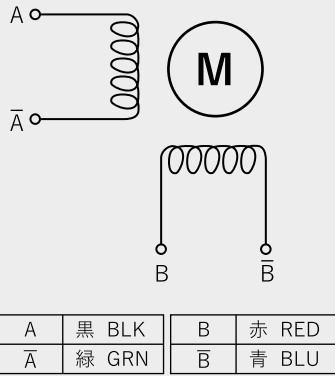 A
M
A̅
B B̅
A 黒 BLK B 赤 RED
A̅ 緑 GRN B̅ 青 BLU